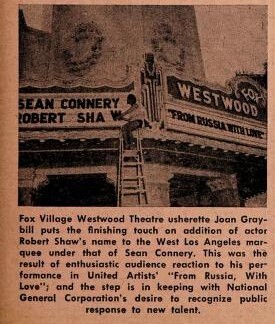 SEAN CONNERY
ROBERT SHAW
FOX
WESTWOOD
"FROM RUSSIA WITH LOVE"
Fox Village Westwood Theatre usherette Joan Gray-
bill puts the finishing touch on addition of actor
Robert Shaw's name to the West Los Angeles mar-
quee under that of Sean Connery. This was the
result of enthusiastic audience reaction to his per-
formance in United Artists' "From Russia, With
Love"; and the step is in keeping with National
General Corporation's desire to recognize public
response to new talent.